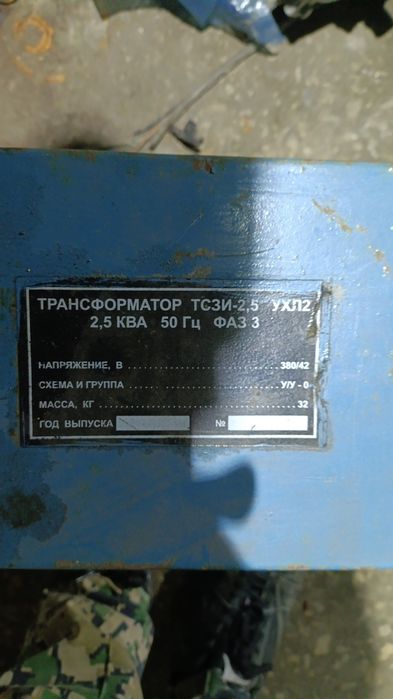 ТРАНСФОРМАТОР ТСЗИ-2,5 УХЛ2
2,5 КВА 50 Гц ФАЗ 3
НАПРЯЖЕНИЕ, В 380/42
СХЕМА И ГРУППА У/У - 0
МАССА, КГ 32
ГОД ВЫПУСКА №